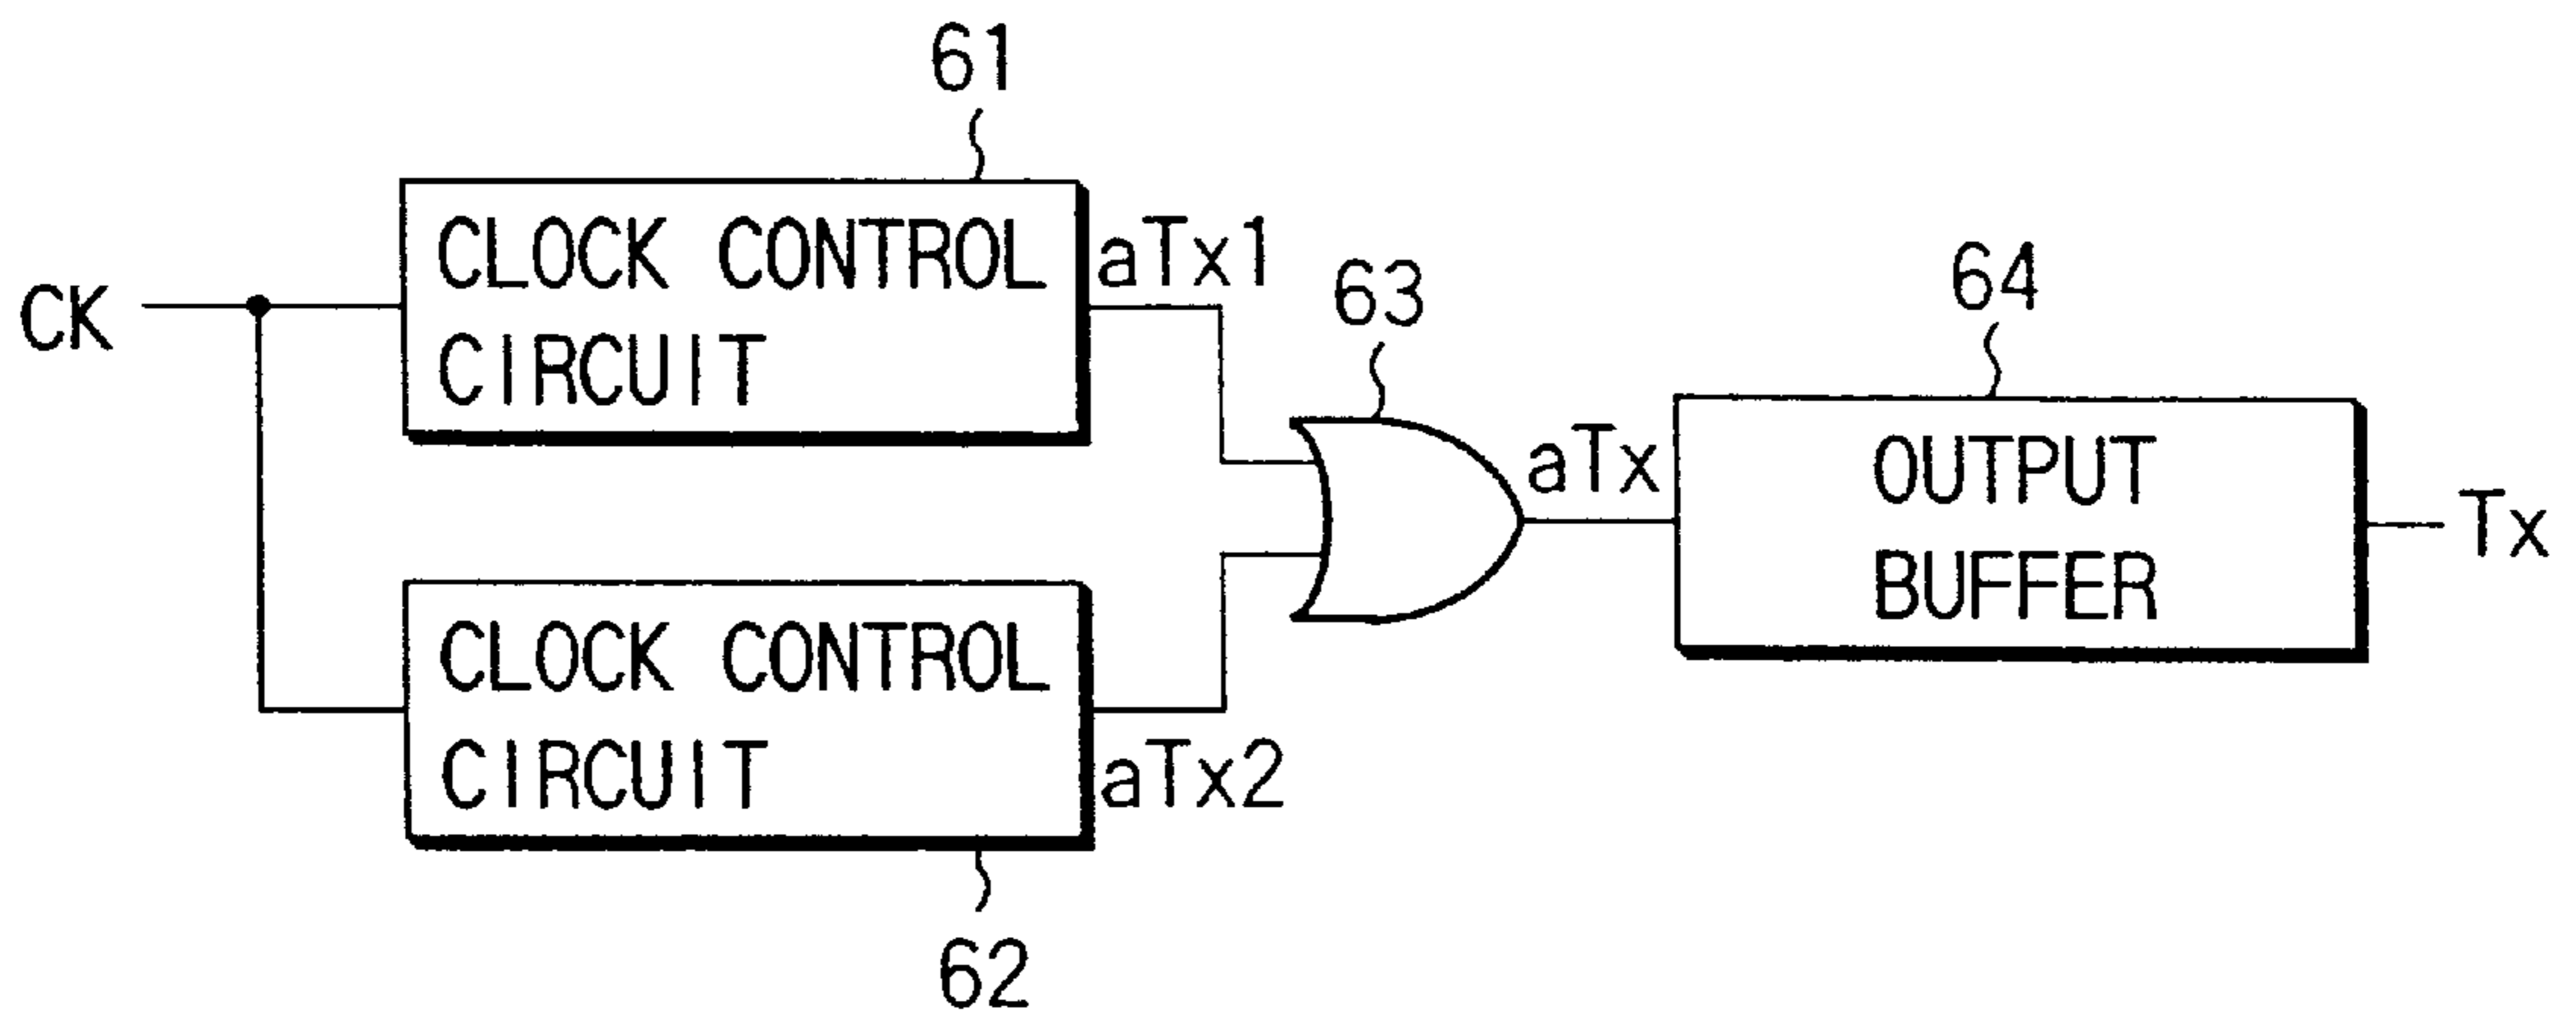 61
CLOCK CONTROL
CIRCUIT
aTx1
CK
63
64
aTx
OUTPUT
BUFFER
Tx
CLOCK CONTROL
CIRCUIT
aTx2
62